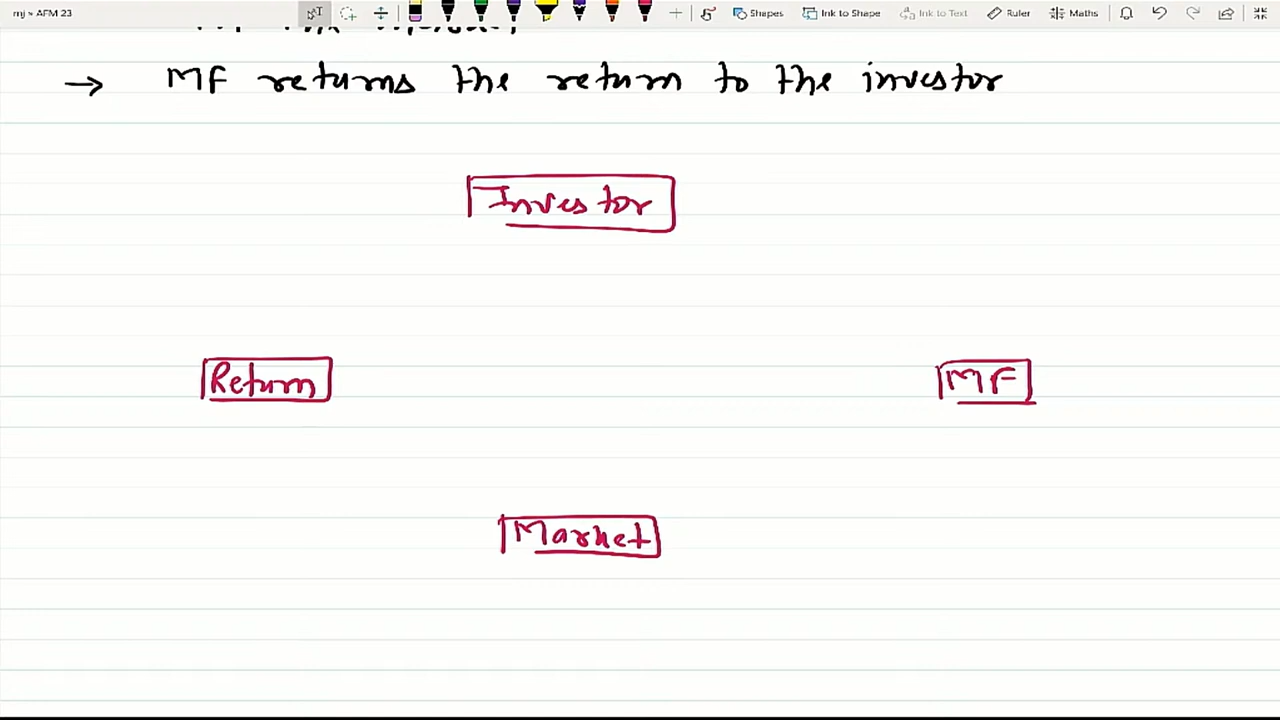 mj » AFM 23
Shapes Ink to Shape Ink to Text Ruler Maths
→ MF returns the return to the investor
Investor
Return MF
Market